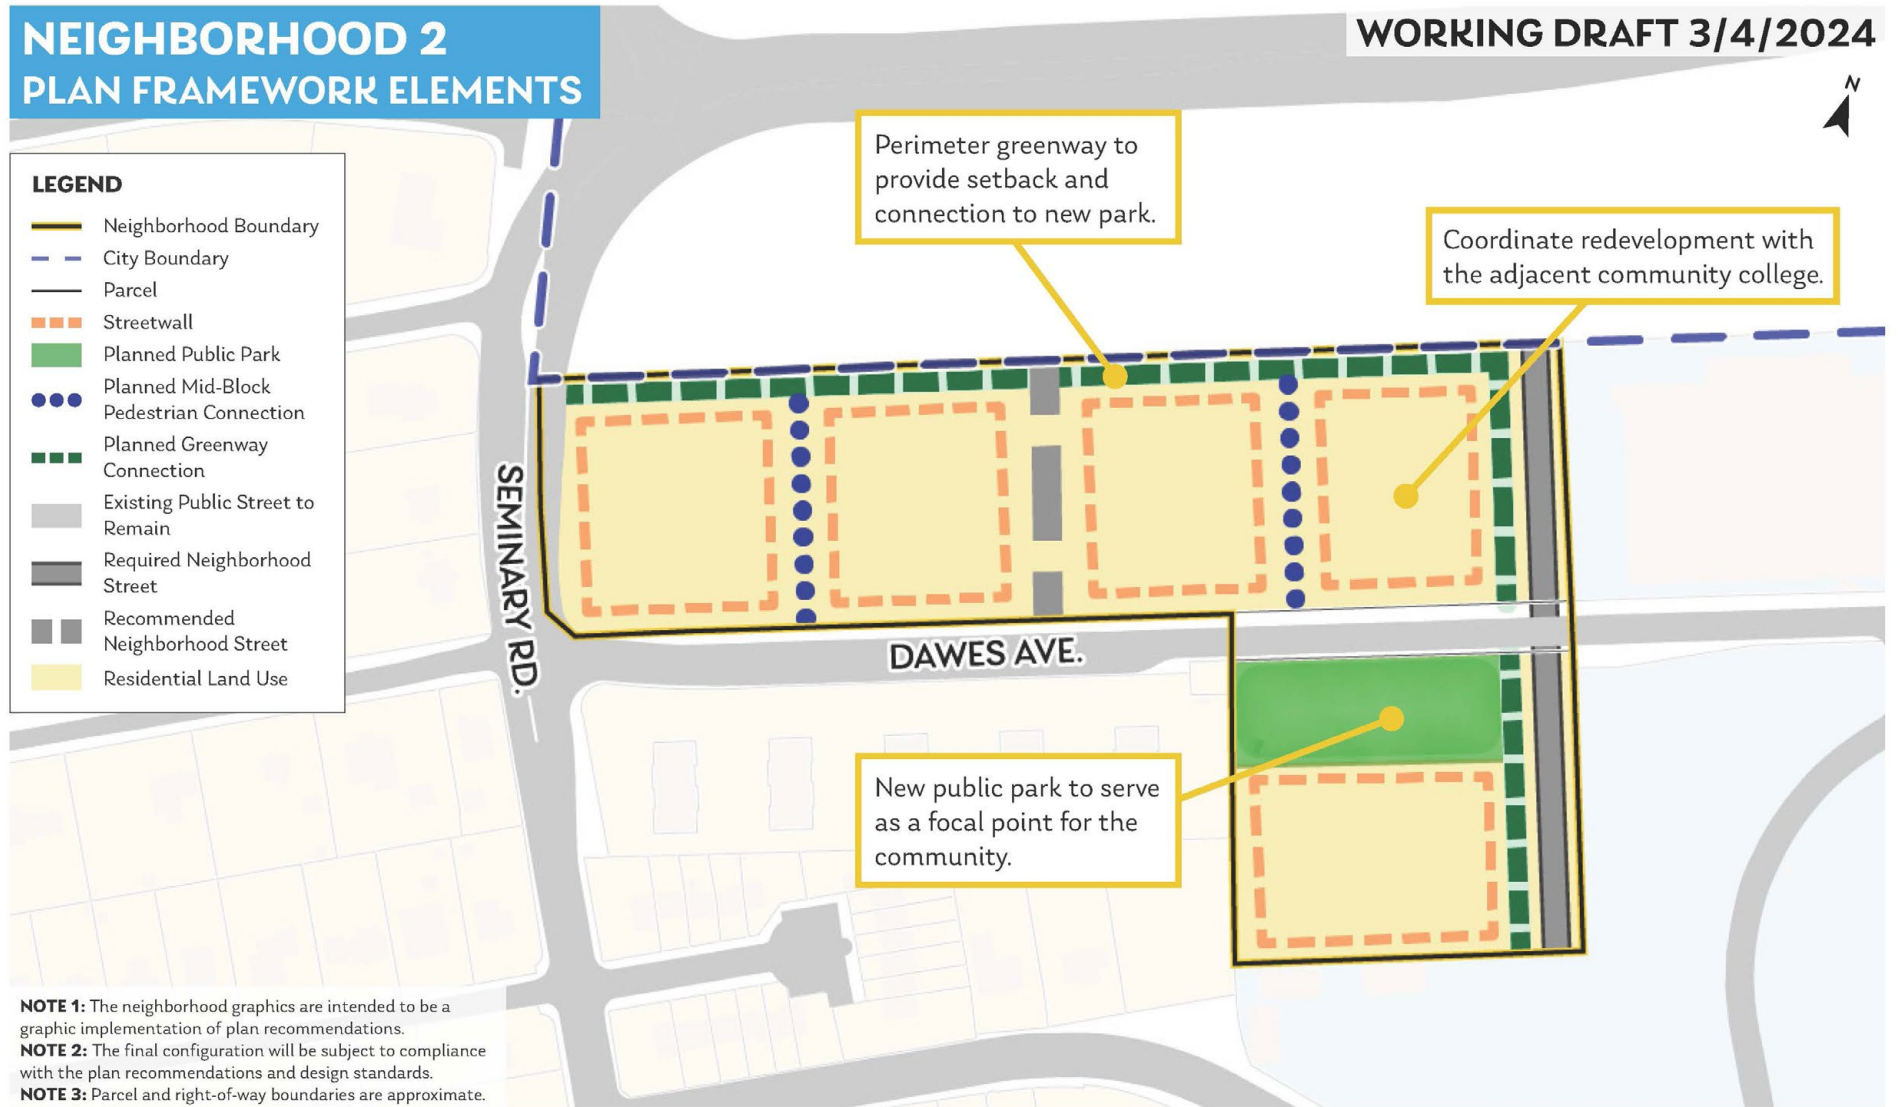 NEIGHBORHOOD 2
PLAN FRAMEWORK ELEMENTS
WORKING DRAFT 3/4/2024
N
LEGEND
Neighborhood Boundary
City Boundary
Parcel
Streetwall
Planned Public Park
Planned Mid-Block
Pedestrian Connection
Planned Greenway
Connection
Existing Public Street to
Remain
Required Neighborhood
Street
Recommended
Neighborhood Street
Residential Land Use
Perimeter greenway to
provide setback and
connection to new park.
Coordinate redevelopment with
the adjacent community college.
SEMINARY RD.
DAWES AVE.
New public park to serve
as a focal point for the
community.
NOTE 1: The neighborhood graphics are intended to be a
graphic implementation of plan recommendations.
NOTE 2: The final configuration will be subject to compliance
with the plan recommendations and design standards.
NOTE 3: Parcel and right-of-way boundaries are approximate.